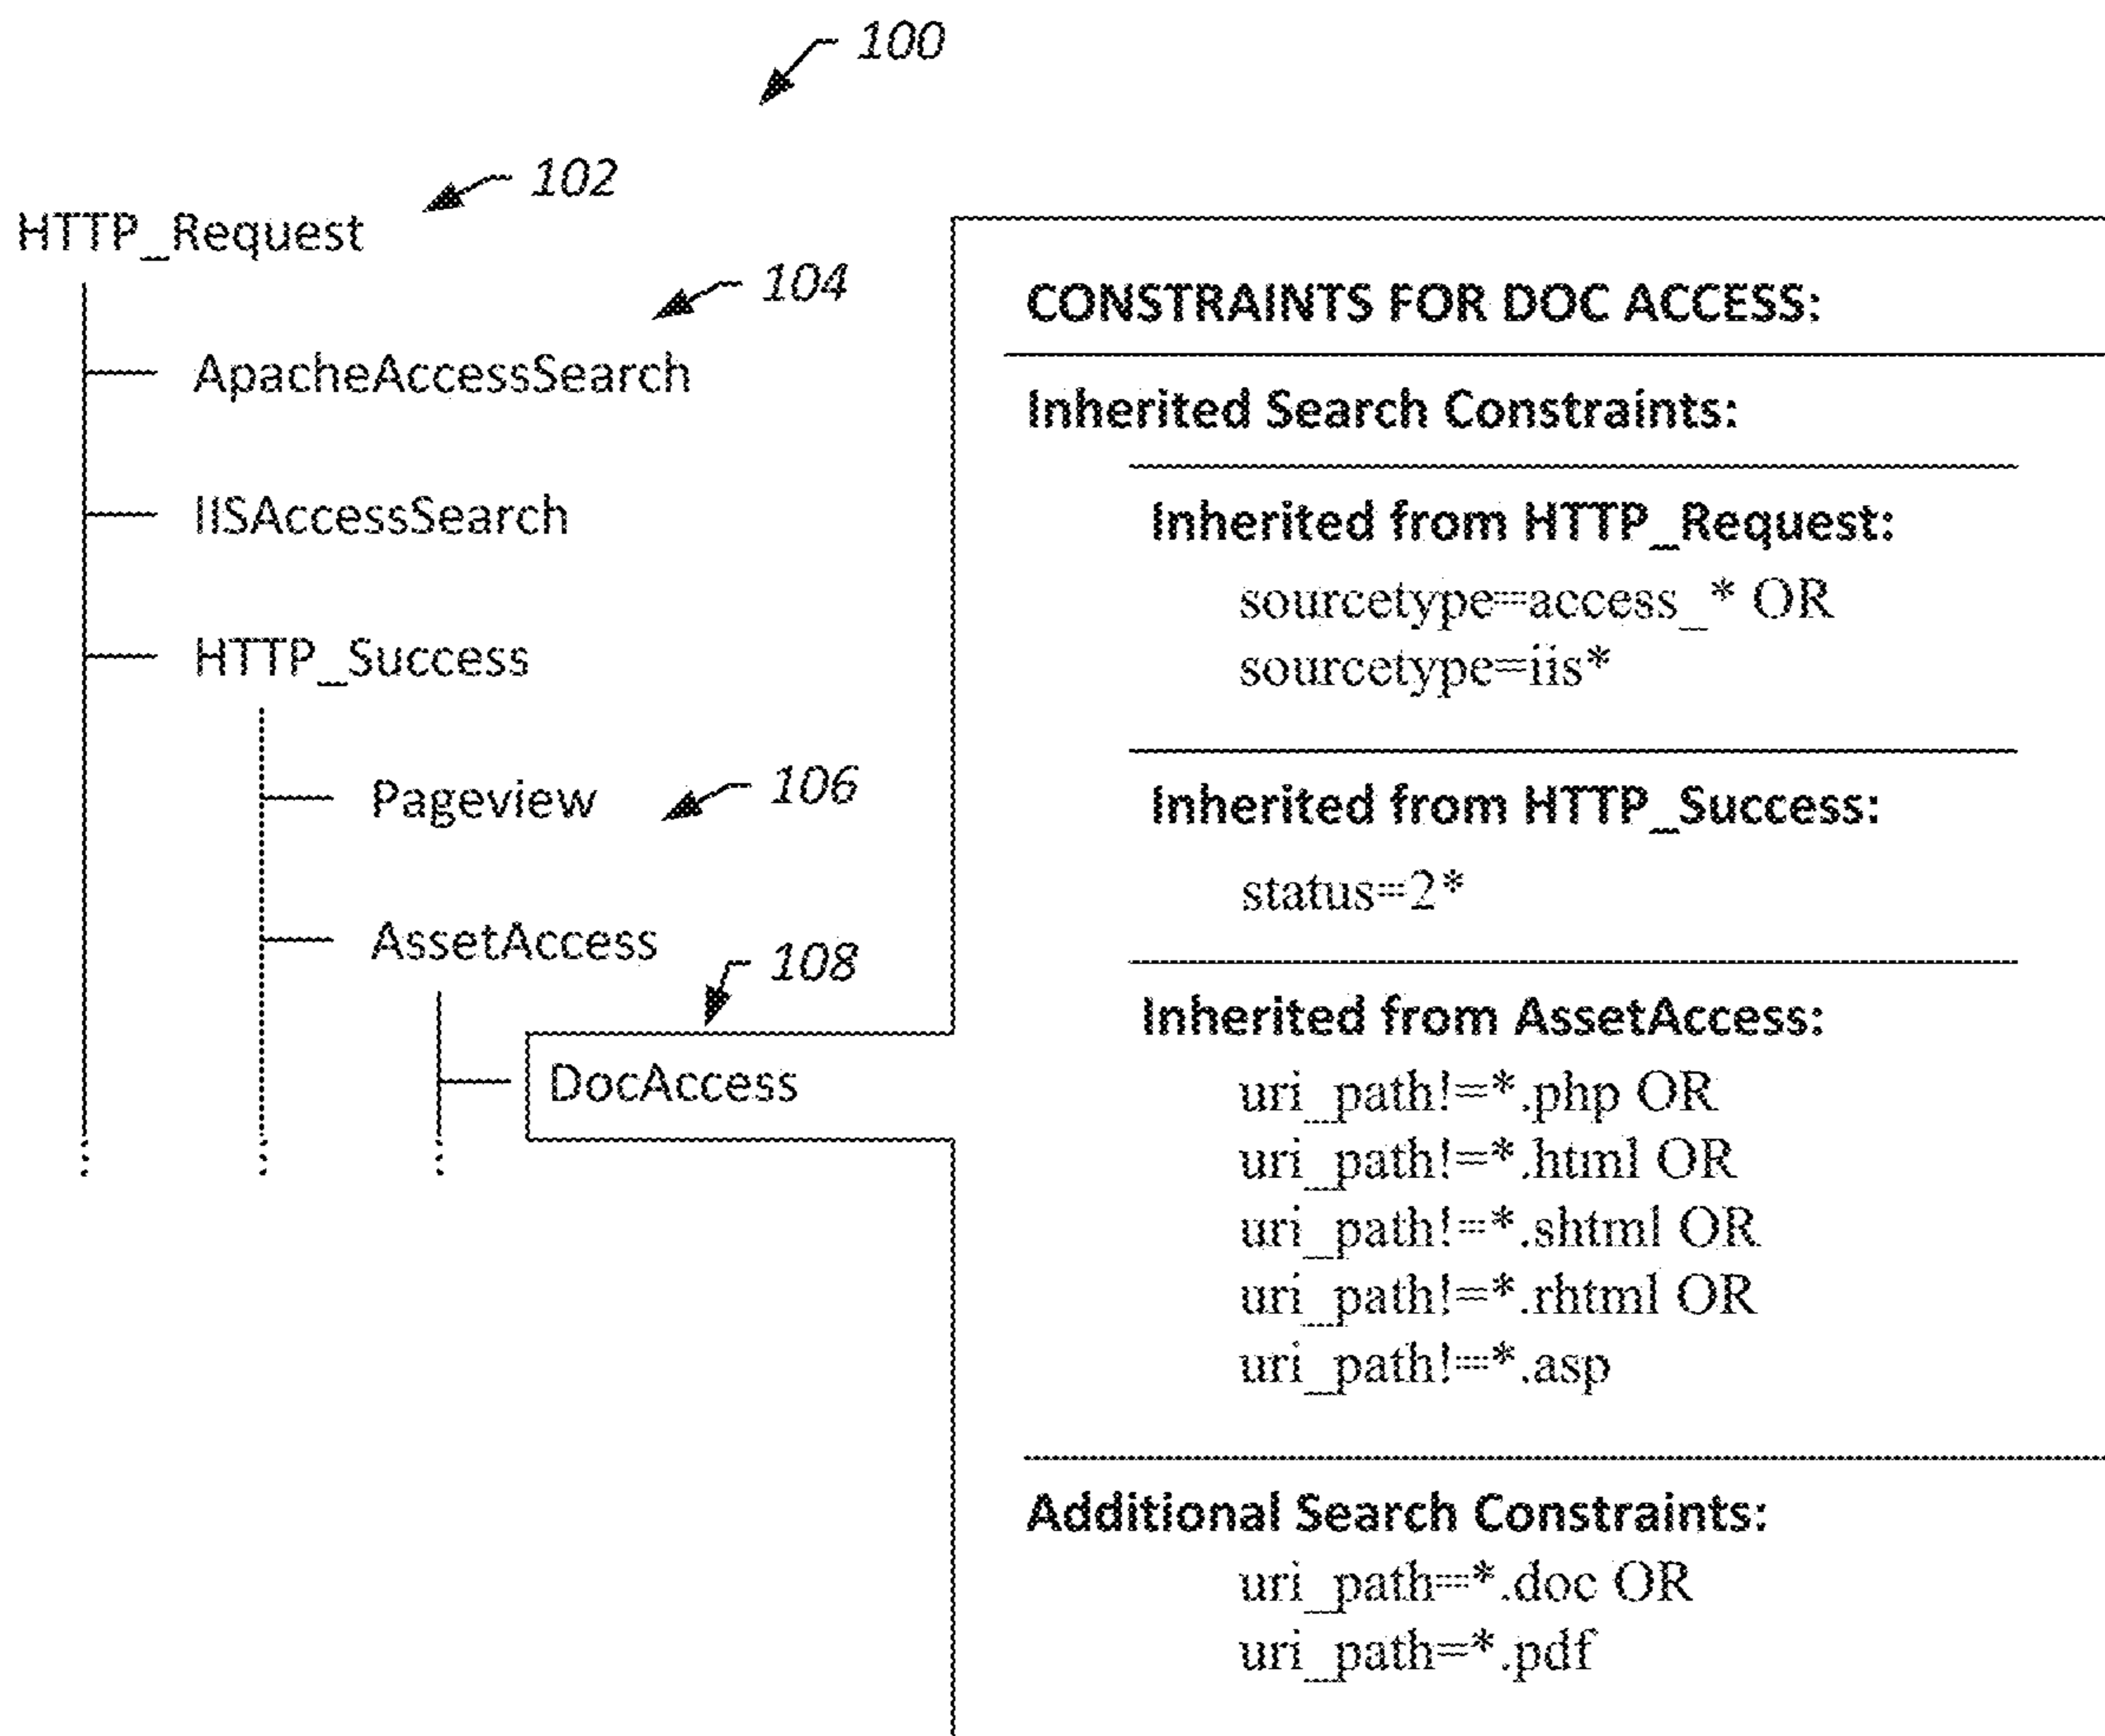 100
102
HTTP_Request
104
ApacheAccessSearch
IISAccessSearch
HTTP_Success
Pageview
106
AssetAccess
108
DocAccess
CONSTRAINTS FOR DOC ACCESS:
Inherited Search Constraints:
Inherited from HTTP_Request:
sourcetype=access_* OR
sourcetype=iis*
Inherited from HTTP_Success:
status=2*
Inherited from AssetAccess:
uri_path!=*.php OR
uri_path!=*.html OR
uri_path!=*.shtml OR
uri_path!=*.rhtml OR
uri_path!=*.asp
Additional Search Constraints:
uri_path=*.doc OR
uri_path=*.pdf